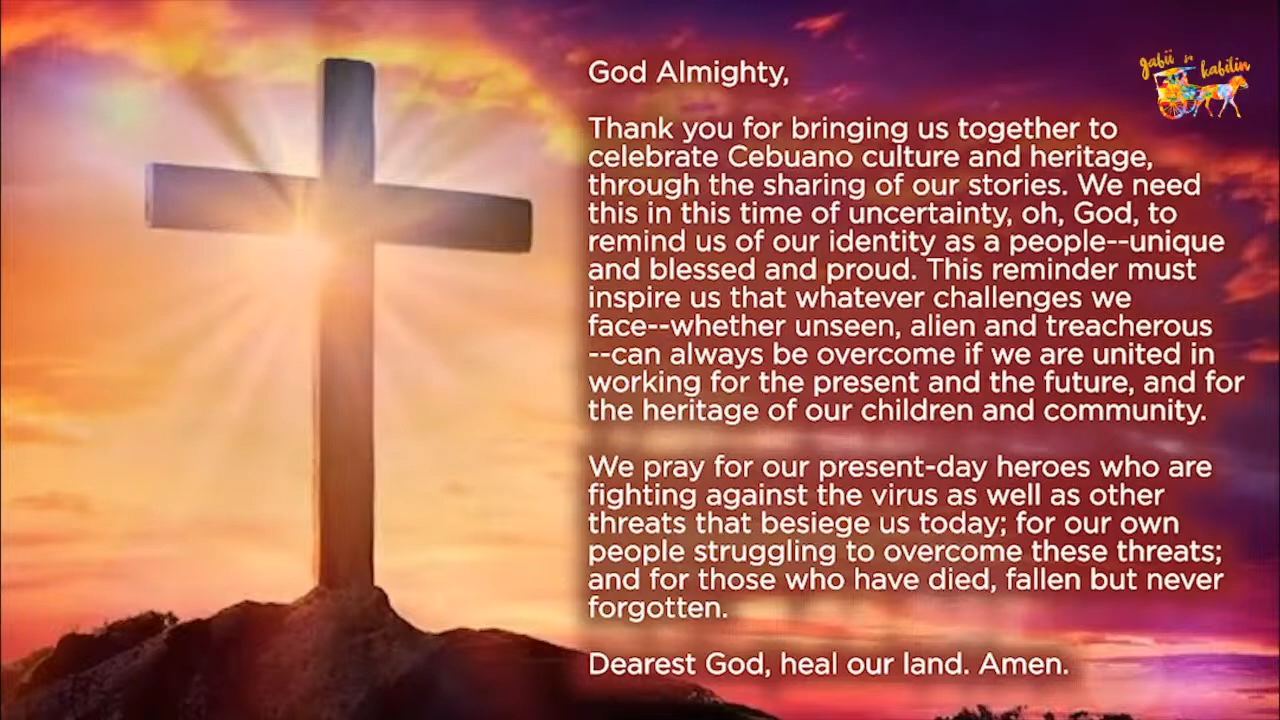 gabii sa kabilin
God Almighty,
Thank you for bringing us together to
celebrate Cebuano culture and heritage,
through the sharing of our stories. We need
this in this time of uncertainty, oh, God, to
remind us of our identity as a people--unique
and blessed and proud. This reminder must
inspire us that whatever challenges we
face--whether unseen, alien and treacherous
--can always be overcome if we are united in
working for the present and the future, and for
the heritage of our children and community.
We pray for our present-day heroes who are
fighting against the virus as well as other
threats that besiege us today; for our own
people struggling to overcome these threats;
and for those who have died, fallen but never
forgotten.
Dearest God, heal our land. Amen.